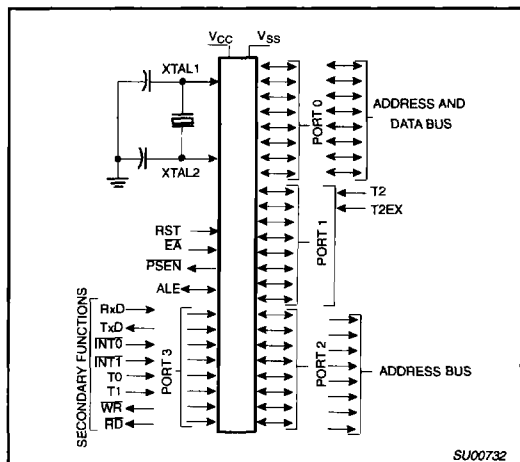 VCC VSS
XTAL1
XTAL2
PORT 0
ADDRESS AND
DATA BUS
T2
T2EX
PORT 1
RST
EA
PSEN
ALE
SECONDARY FUNCTIONS
RxD
TxD
INT0
INT1
T0
T1
WR
RD
PORT 3
PORT 2
ADDRESS BUS
SU00732